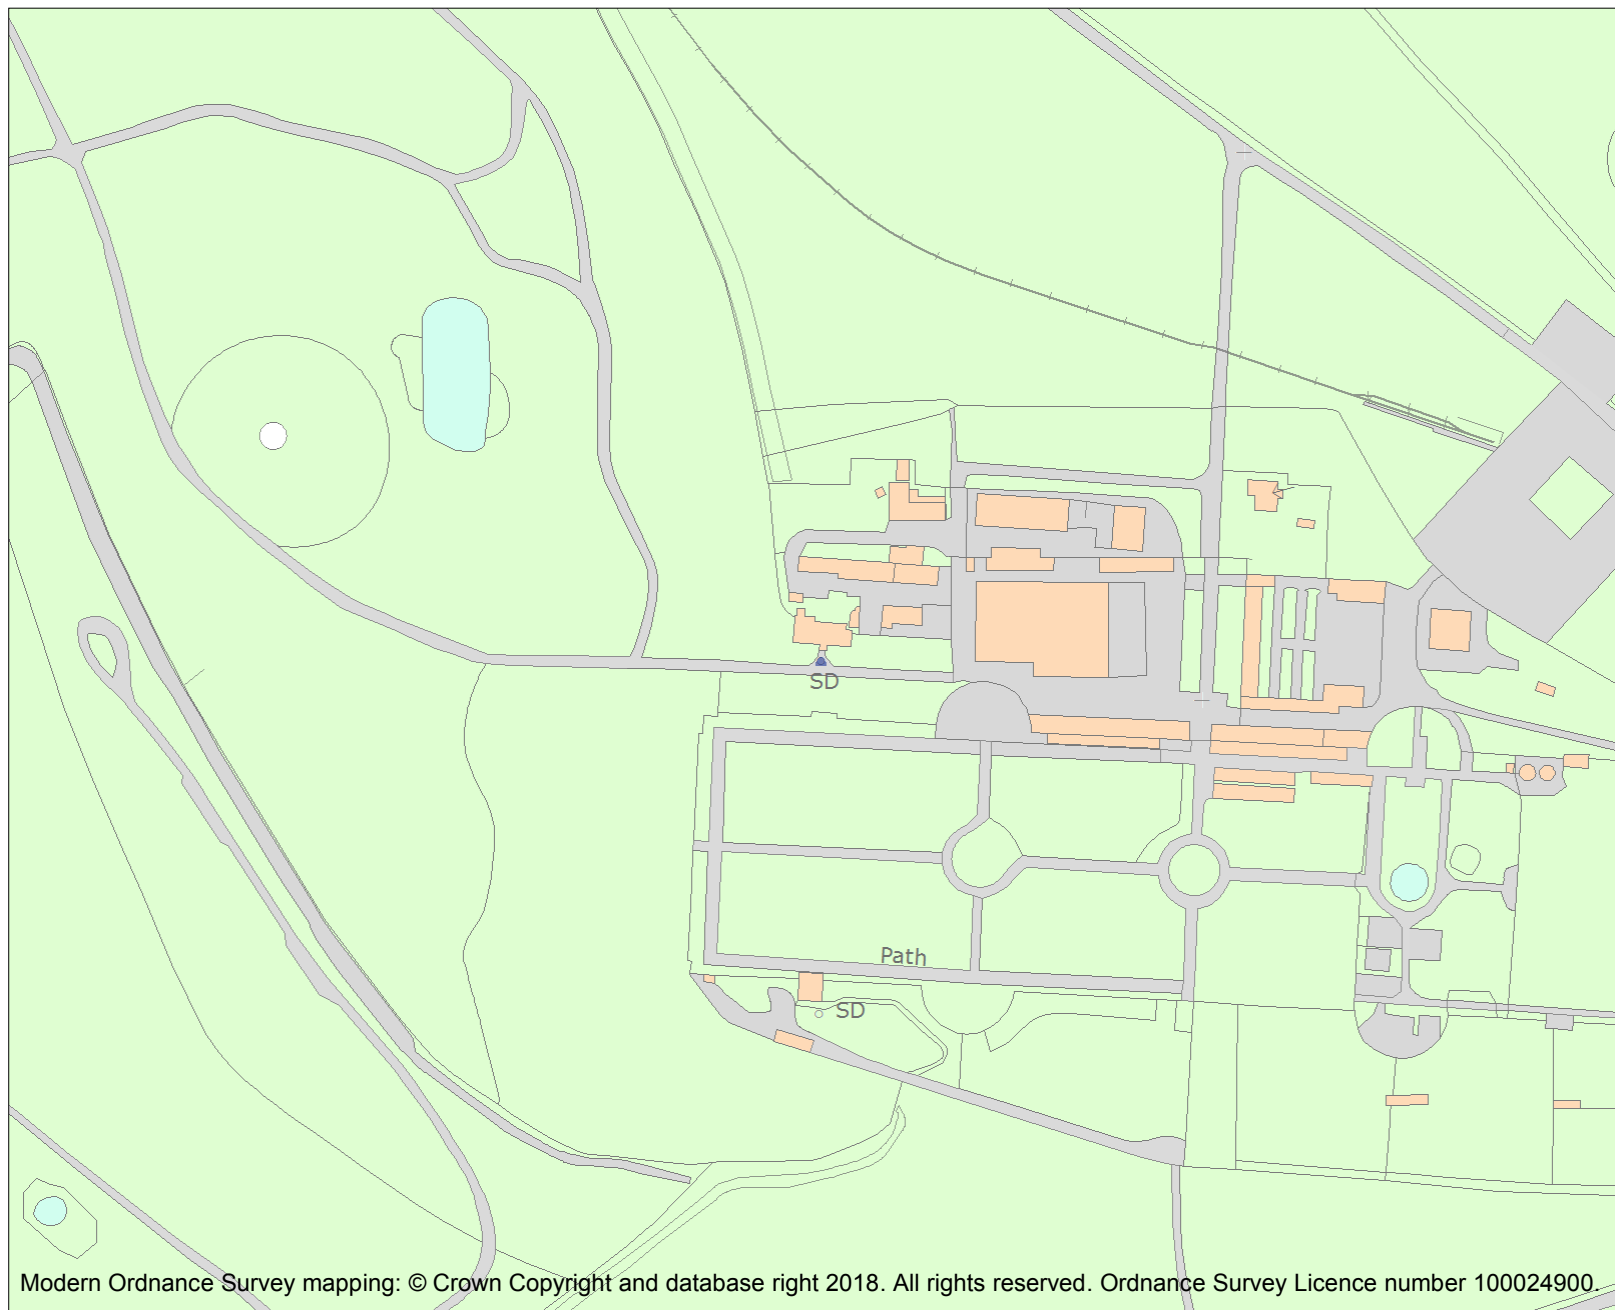 SD
Path
SD
Modern Ordnance Survey mapping: © Crown Copyright and database right 2018. All rights reserved. Ordnance Survey Licence number 100024900.